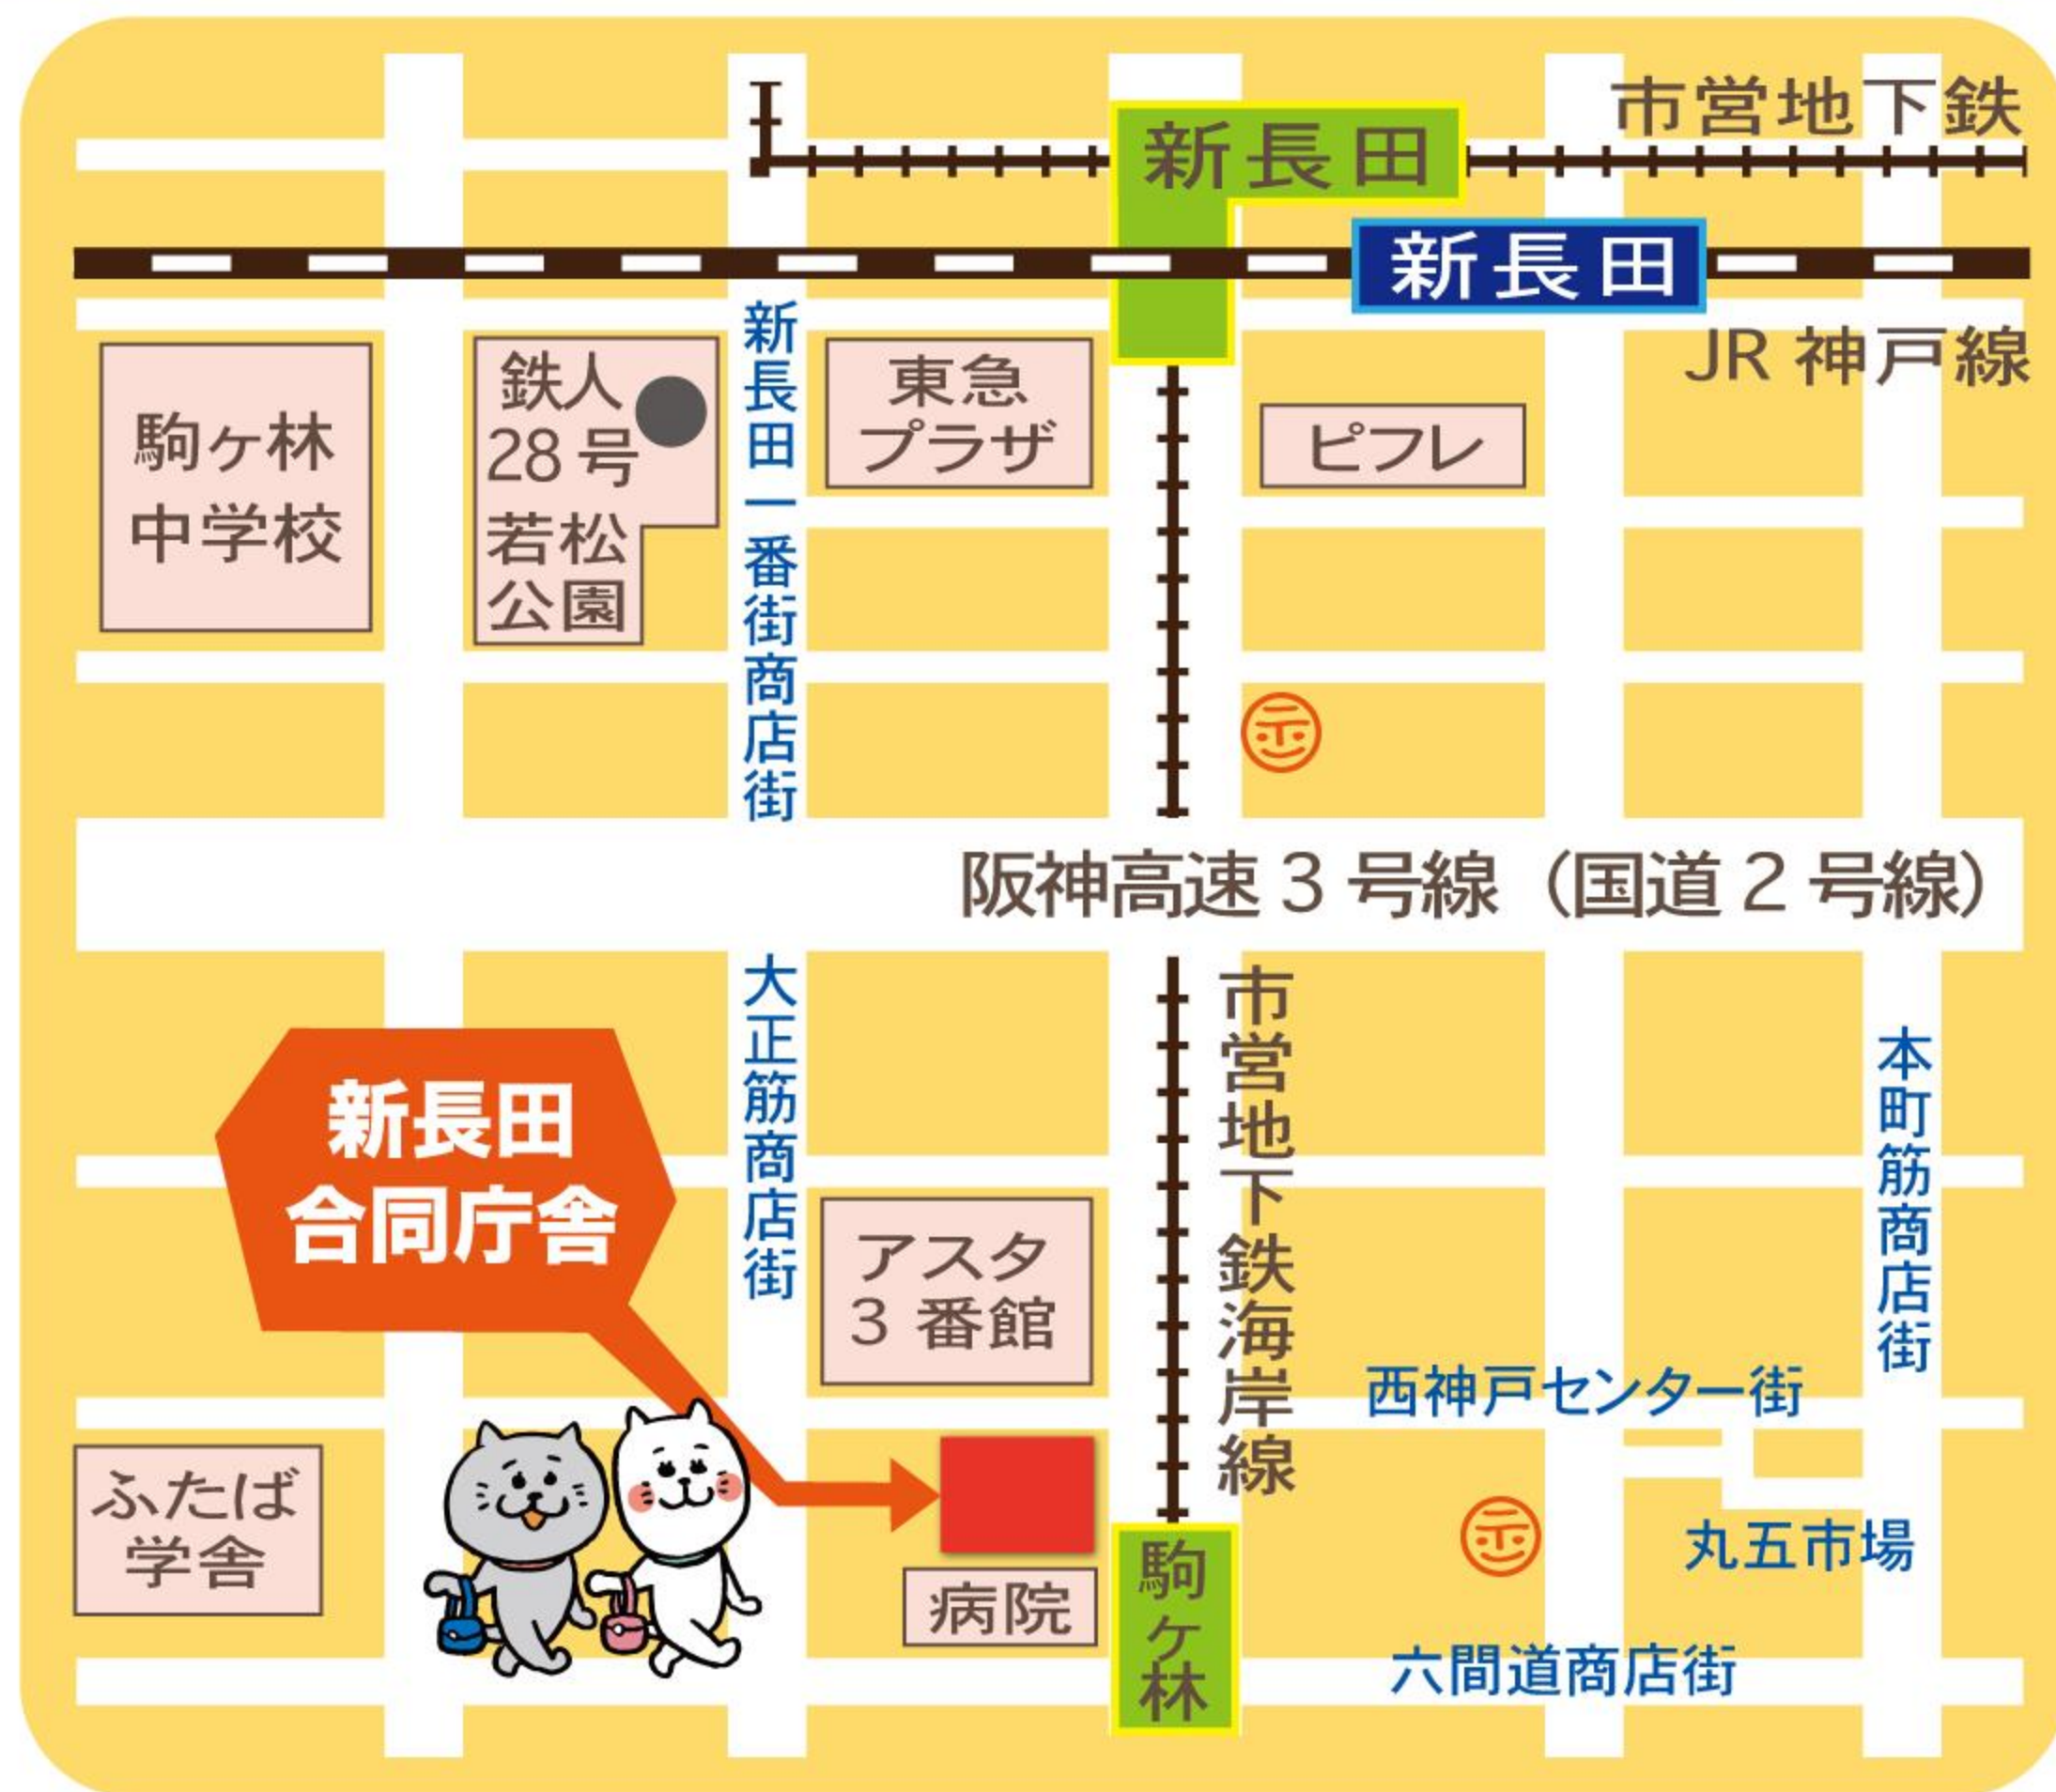 市営地下鉄
新長田
新長田
JR 神戸線
駒ヶ林
中学校
鉄人
28 号
若松
公園
新長田一番街商店街
東急
プラザ
ピフレ
阪神高速 3 号線（国道 2 号線）
大正筋商店街
市営地下鉄海岸線
本町筋商店街
新長田
合同庁舎
アスタ
3 番館
西神戸センター街
ふたば
学舎
病院
駒ヶ林
丸五市場
六間道商店街